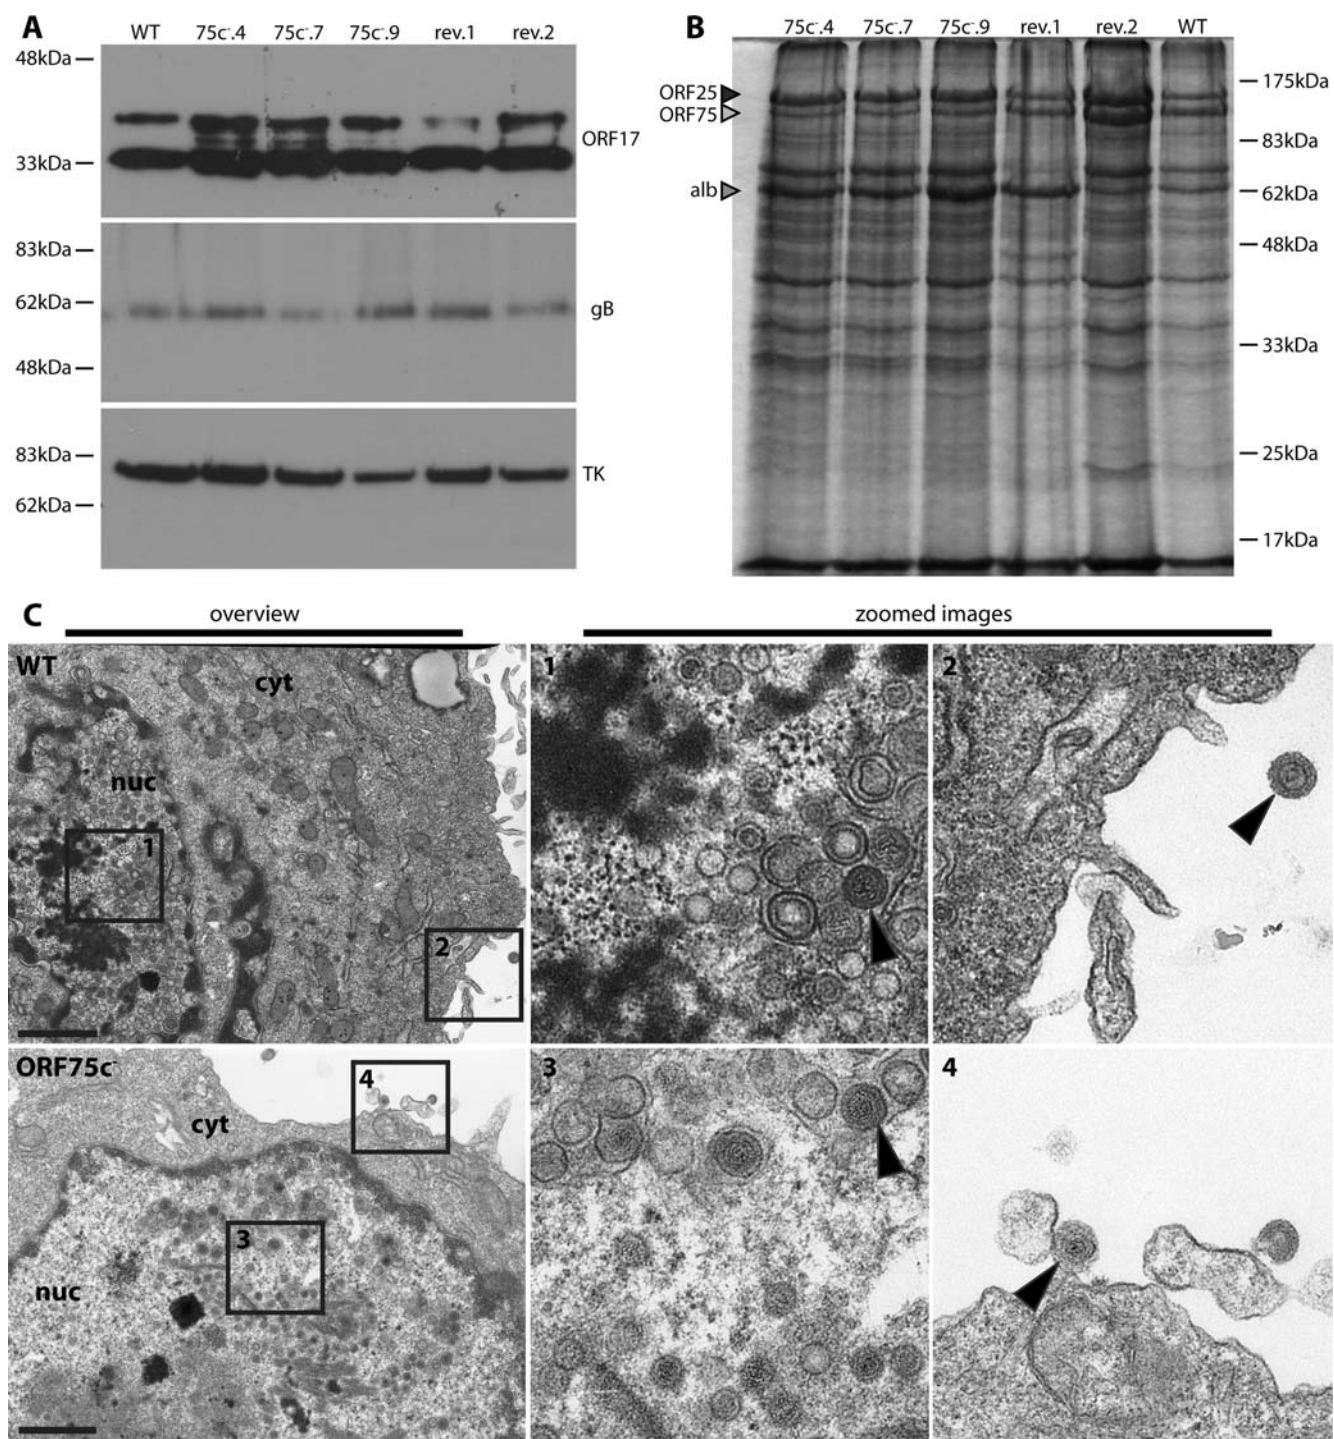 A
WT 75c-.4 75c-.7 75c-.9 rev.1 rev.2
48kDa
33kDa
ORF17
83kDa
62kDa
48kDa
gB
83kDa
62kDa
TK
B
75c-.4 75c-.7 75c-.9 rev.1 rev.2 WT
ORF25
ORF75
alb
175kDa
83kDa
62kDa
48kDa
33kDa
25kDa
17kDa
C
overview
zoomed images
WT
cyt
nuc
1
2
1
2
ORF75c-
cyt
nuc
3
4
3
4